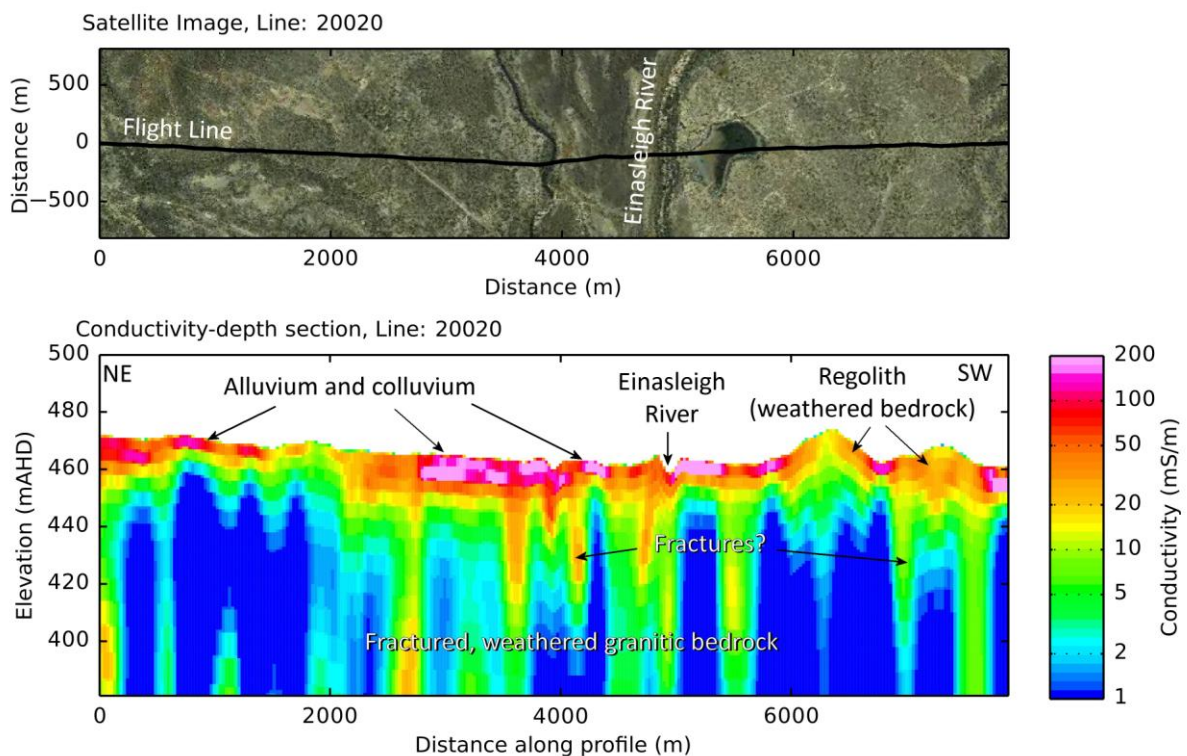 Satellite Image, Line: 20020
Distance (m)
500
0
−500
Flight Line
Einasleigh River
0
2000
4000
6000
Distance (m)
Conductivity-depth section, Line: 20020
Elevation (mAHD)
500
480
460
440
420
400
NE
Alluvium and colluvium
Einasleigh
River
Regolith
(weathered bedrock)
SW
Fractures?
Fractured, weathered granitic bedrock
0
2000
4000
6000
Distance along profile (m)
200
100
50
20
10
5
2
1
Conductivity (mS/m)